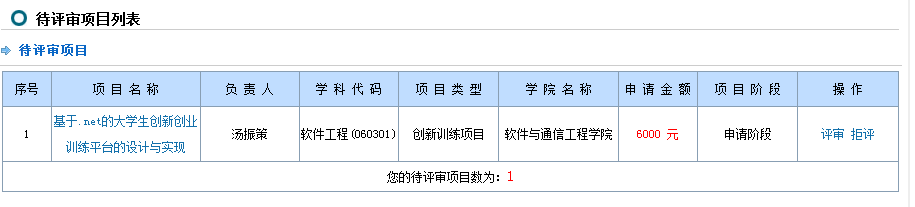 待评审项目列表
待评审项目
序号 项目名称 负责人 学科代码 项目类型 学院名称 申请金额 项目阶段 操作
1 基于.net的大学生创新创业训练平台的设计与实现 汤振策 软件工程(060301) 创新训练项目 软件与通信工程学院 6000 元 申请阶段 评审 拒评
您的待评审项目数为：1